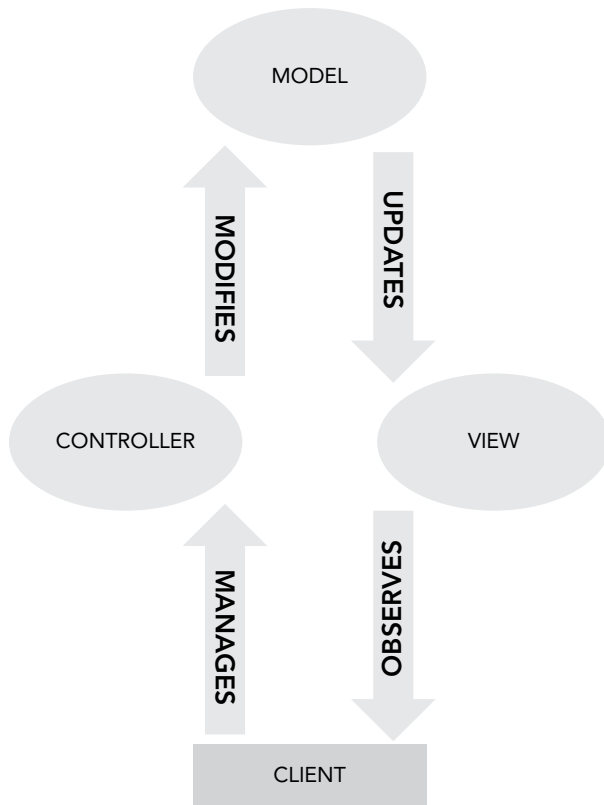 MODEL
MODIFIES
UPDATES
CONTROLLER
VIEW
MANAGES
OBSERVES
CLIENT